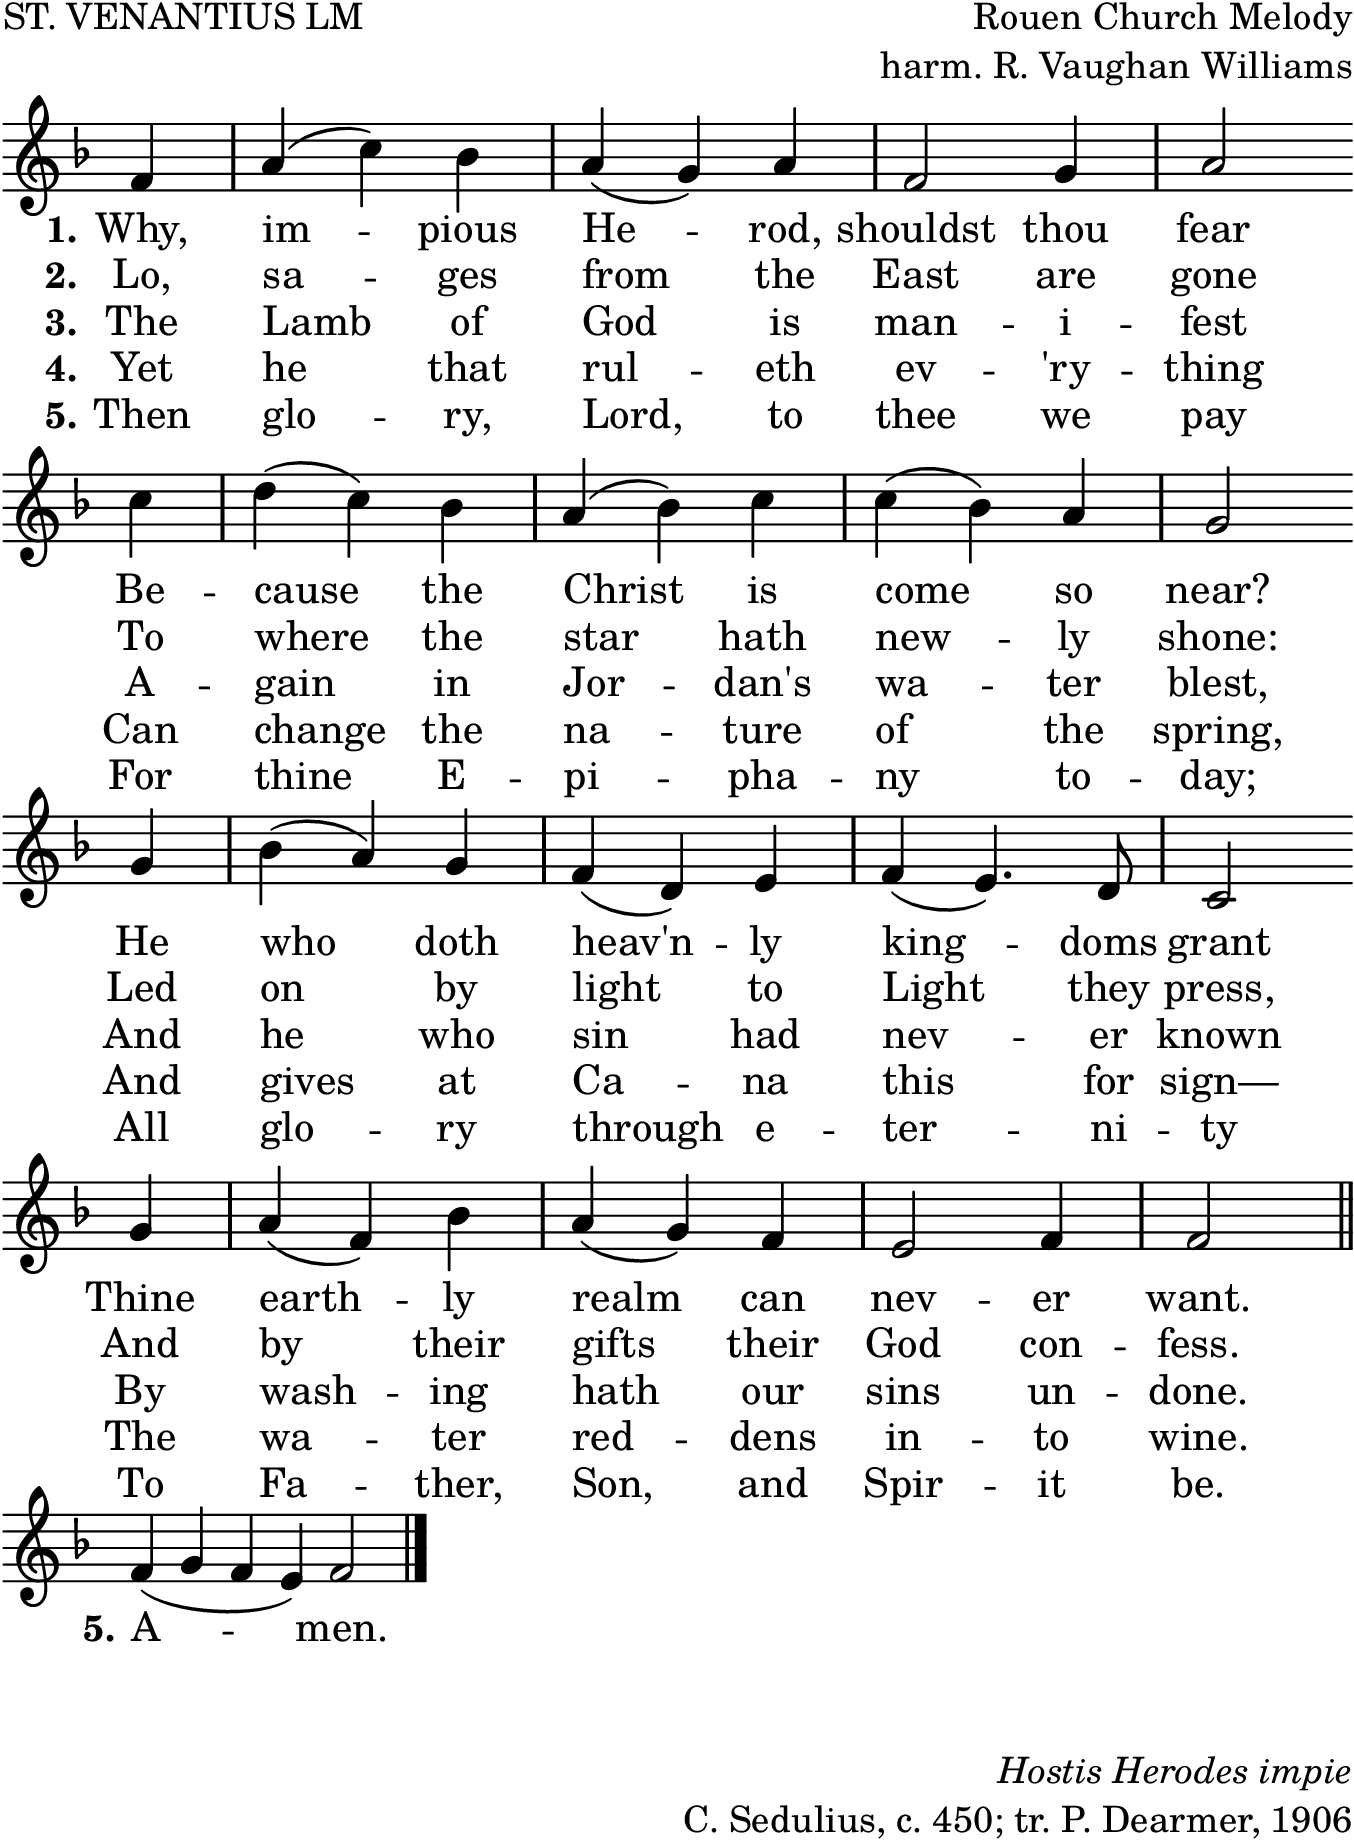 ST. VENANTIUS LM
Rouen Church Melody
harm. R. Vaughan Williams
1. Why, im -- pious He -- rod, shouldst thou fear
2. Lo, sa -- ges from the East are gone
3. The Lamb of God is man -- i -- fest
4. Yet he that rul -- eth ev -- 'ry -- thing
5. Then glo -- ry, Lord, to thee we pay
Be -- cause the Christ is come so near?
To where the star hath new -- ly shone:
A -- gain in Jor -- dan's wa -- ter blest,
Can change the na -- ture of the spring,
For thine E -- pi -- pha -- ny to -- day;
He who doth heav'n -- ly king -- doms grant
Led on by light to Light they press,
And he who sin had nev -- er known
And gives at Ca -- na this for sign—
All glo -- ry through e -- ter -- ni -- ty
Thine earth -- ly realm can nev -- er want.
And by their gifts their God con -- fess.
By wash -- ing hath our sins un -- done.
The wa -- ter red -- dens in -- to wine.
To Fa -- ther, Son, and Spir -- it be.
5. A -- men.
Hostis Herodes impie
C. Sedulius, c. 450; tr. P. Dearmer, 1906